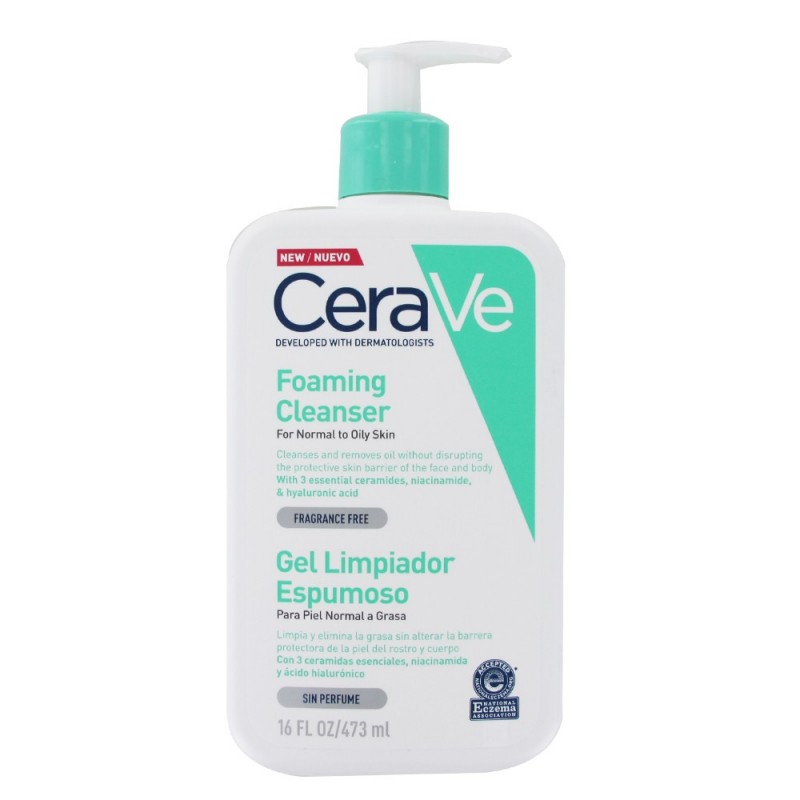 NEW / NUEVO
CeraVe
DEVELOPED WITH DERMATOLOGISTS
Foaming
Cleanser
For Normal to Oily Skin
Cleanses and removes oil without disrupting
the protective skin barrier of the face and body
With 3 essential ceramides, niacinamide,
& hyaluronic acid
FRAGRANCE FREE
Gel Limpiador
Espumoso
Para Piel Normal a Grasa
Limpia y elimina la grasa sin alterar la barrera
protectora de la piel del rostro y cuerpo
Con 3 ceramidas esenciales, niacinamida
y ácido hialurónico
SIN PERFUME
16 FL OZ/473 ml
ACCEPTED
e
NATIONALECZEMA.ORG
NATIONAL
Eczema
ASSOCIATION